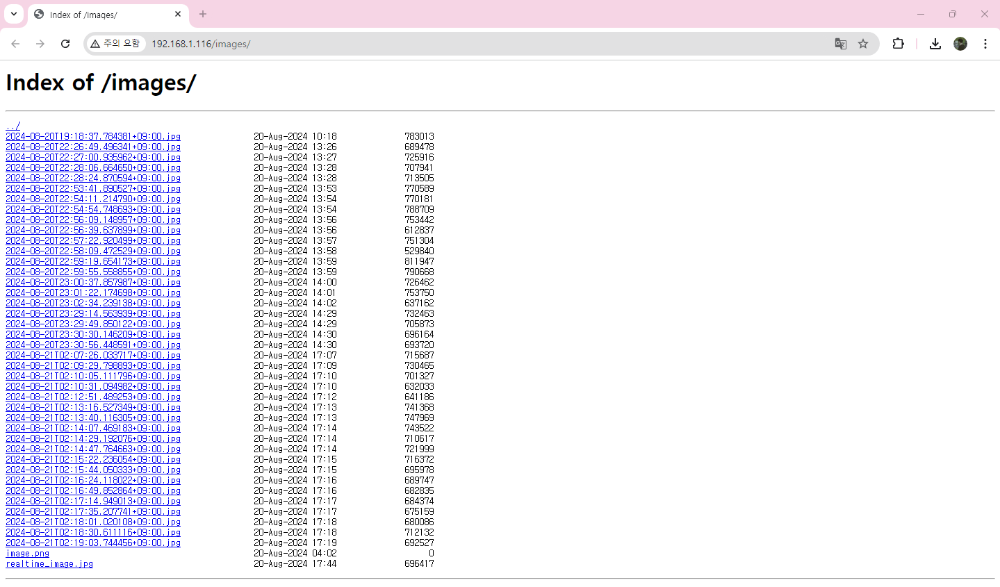 Index of /images/
주의 요함 192.168.1.116/images/
Index of /images/
../
2024-08-20T19:18:37.784381+09:00.jpg 20-Aug-2024 10:18 783013
2024-08-20T22:26:49.496341+09:00.jpg 20-Aug-2024 13:26 689478
2024-08-20T22:27:00.935962+09:00.jpg 20-Aug-2024 13:27 725916
2024-08-20T22:28:06.664650+09:00.jpg 20-Aug-2024 13:28 707941
2024-08-20T22:28:24.870594+09:00.jpg 20-Aug-2024 13:28 713505
2024-08-20T22:53:41.890527+09:00.jpg 20-Aug-2024 13:53 770589
2024-08-20T22:54:11.214790+09:00.jpg 20-Aug-2024 13:54 770181
2024-08-20T22:54:54.748693+09:00.jpg 20-Aug-2024 13:54 788709
2024-08-20T22:56:09.148957+09:00.jpg 20-Aug-2024 13:56 753442
2024-08-20T22:56:39.637899+09:00.jpg 20-Aug-2024 13:56 612837
2024-08-20T22:57:22.920499+09:00.jpg 20-Aug-2024 13:57 751304
2024-08-20T22:58:09.472529+09:00.jpg 20-Aug-2024 13:58 529840
2024-08-20T22:59:19.654173+09:00.jpg 20-Aug-2024 13:59 811947
2024-08-20T22:59:55.558855+09:00.jpg 20-Aug-2024 13:59 790668
2024-08-20T23:00:37.857987+09:00.jpg 20-Aug-2024 14:00 726462
2024-08-20T23:01:22.174698+09:00.jpg 20-Aug-2024 14:01 753750
2024-08-20T23:02:34.239138+09:00.jpg 20-Aug-2024 14:02 637162
2024-08-20T23:29:14.563939+09:00.jpg 20-Aug-2024 14:29 732463
2024-08-20T23:29:49.850122+09:00.jpg 20-Aug-2024 14:29 705873
2024-08-20T23:30:30.146209+09:00.jpg 20-Aug-2024 14:30 696164
2024-08-20T23:30:56.448591+09:00.jpg 20-Aug-2024 14:30 693720
2024-08-21T02:07:26.033717+09:00.jpg 20-Aug-2024 17:07 715687
2024-08-21T02:09:29.798893+09:00.jpg 20-Aug-2024 17:09 730465
2024-08-21T02:10:05.111796+09:00.jpg 20-Aug-2024 17:10 701327
2024-08-21T02:10:31.094982+09:00.jpg 20-Aug-2024 17:10 632033
2024-08-21T02:12:51.489253+09:00.jpg 20-Aug-2024 17:12 641186
2024-08-21T02:13:16.527349+09:00.jpg 20-Aug-2024 17:13 741368
2024-08-21T02:13:40.116305+09:00.jpg 20-Aug-2024 17:13 747969
2024-08-21T02:14:07.469183+09:00.jpg 20-Aug-2024 17:14 743522
2024-08-21T02:14:29.192076+09:00.jpg 20-Aug-2024 17:14 710617
2024-08-21T02:14:47.764663+09:00.jpg 20-Aug-2024 17:14 721999
2024-08-21T02:15:22.236054+09:00.jpg 20-Aug-2024 17:15 716372
2024-08-21T02:15:44.050333+09:00.jpg 20-Aug-2024 17:15 695978
2024-08-21T02:16:24.118022+09:00.jpg 20-Aug-2024 17:16 689747
2024-08-21T02:16:49.852864+09:00.jpg 20-Aug-2024 17:16 682835
2024-08-21T02:17:14.949013+09:00.jpg 20-Aug-2024 17:17 684374
2024-08-21T02:17:35.207741+09:00.jpg 20-Aug-2024 17:17 675159
2024-08-21T02:18:01.020108+09:00.jpg 20-Aug-2024 17:18 680086
2024-08-21T02:18:30.611116+09:00.jpg 20-Aug-2024 17:18 712132
2024-08-21T02:19:03.744456+09:00.jpg 20-Aug-2024 17:19 692527
image.png 20-Aug-2024 04:02 0
realtime_image.jpg 20-Aug-2024 17:44 696417